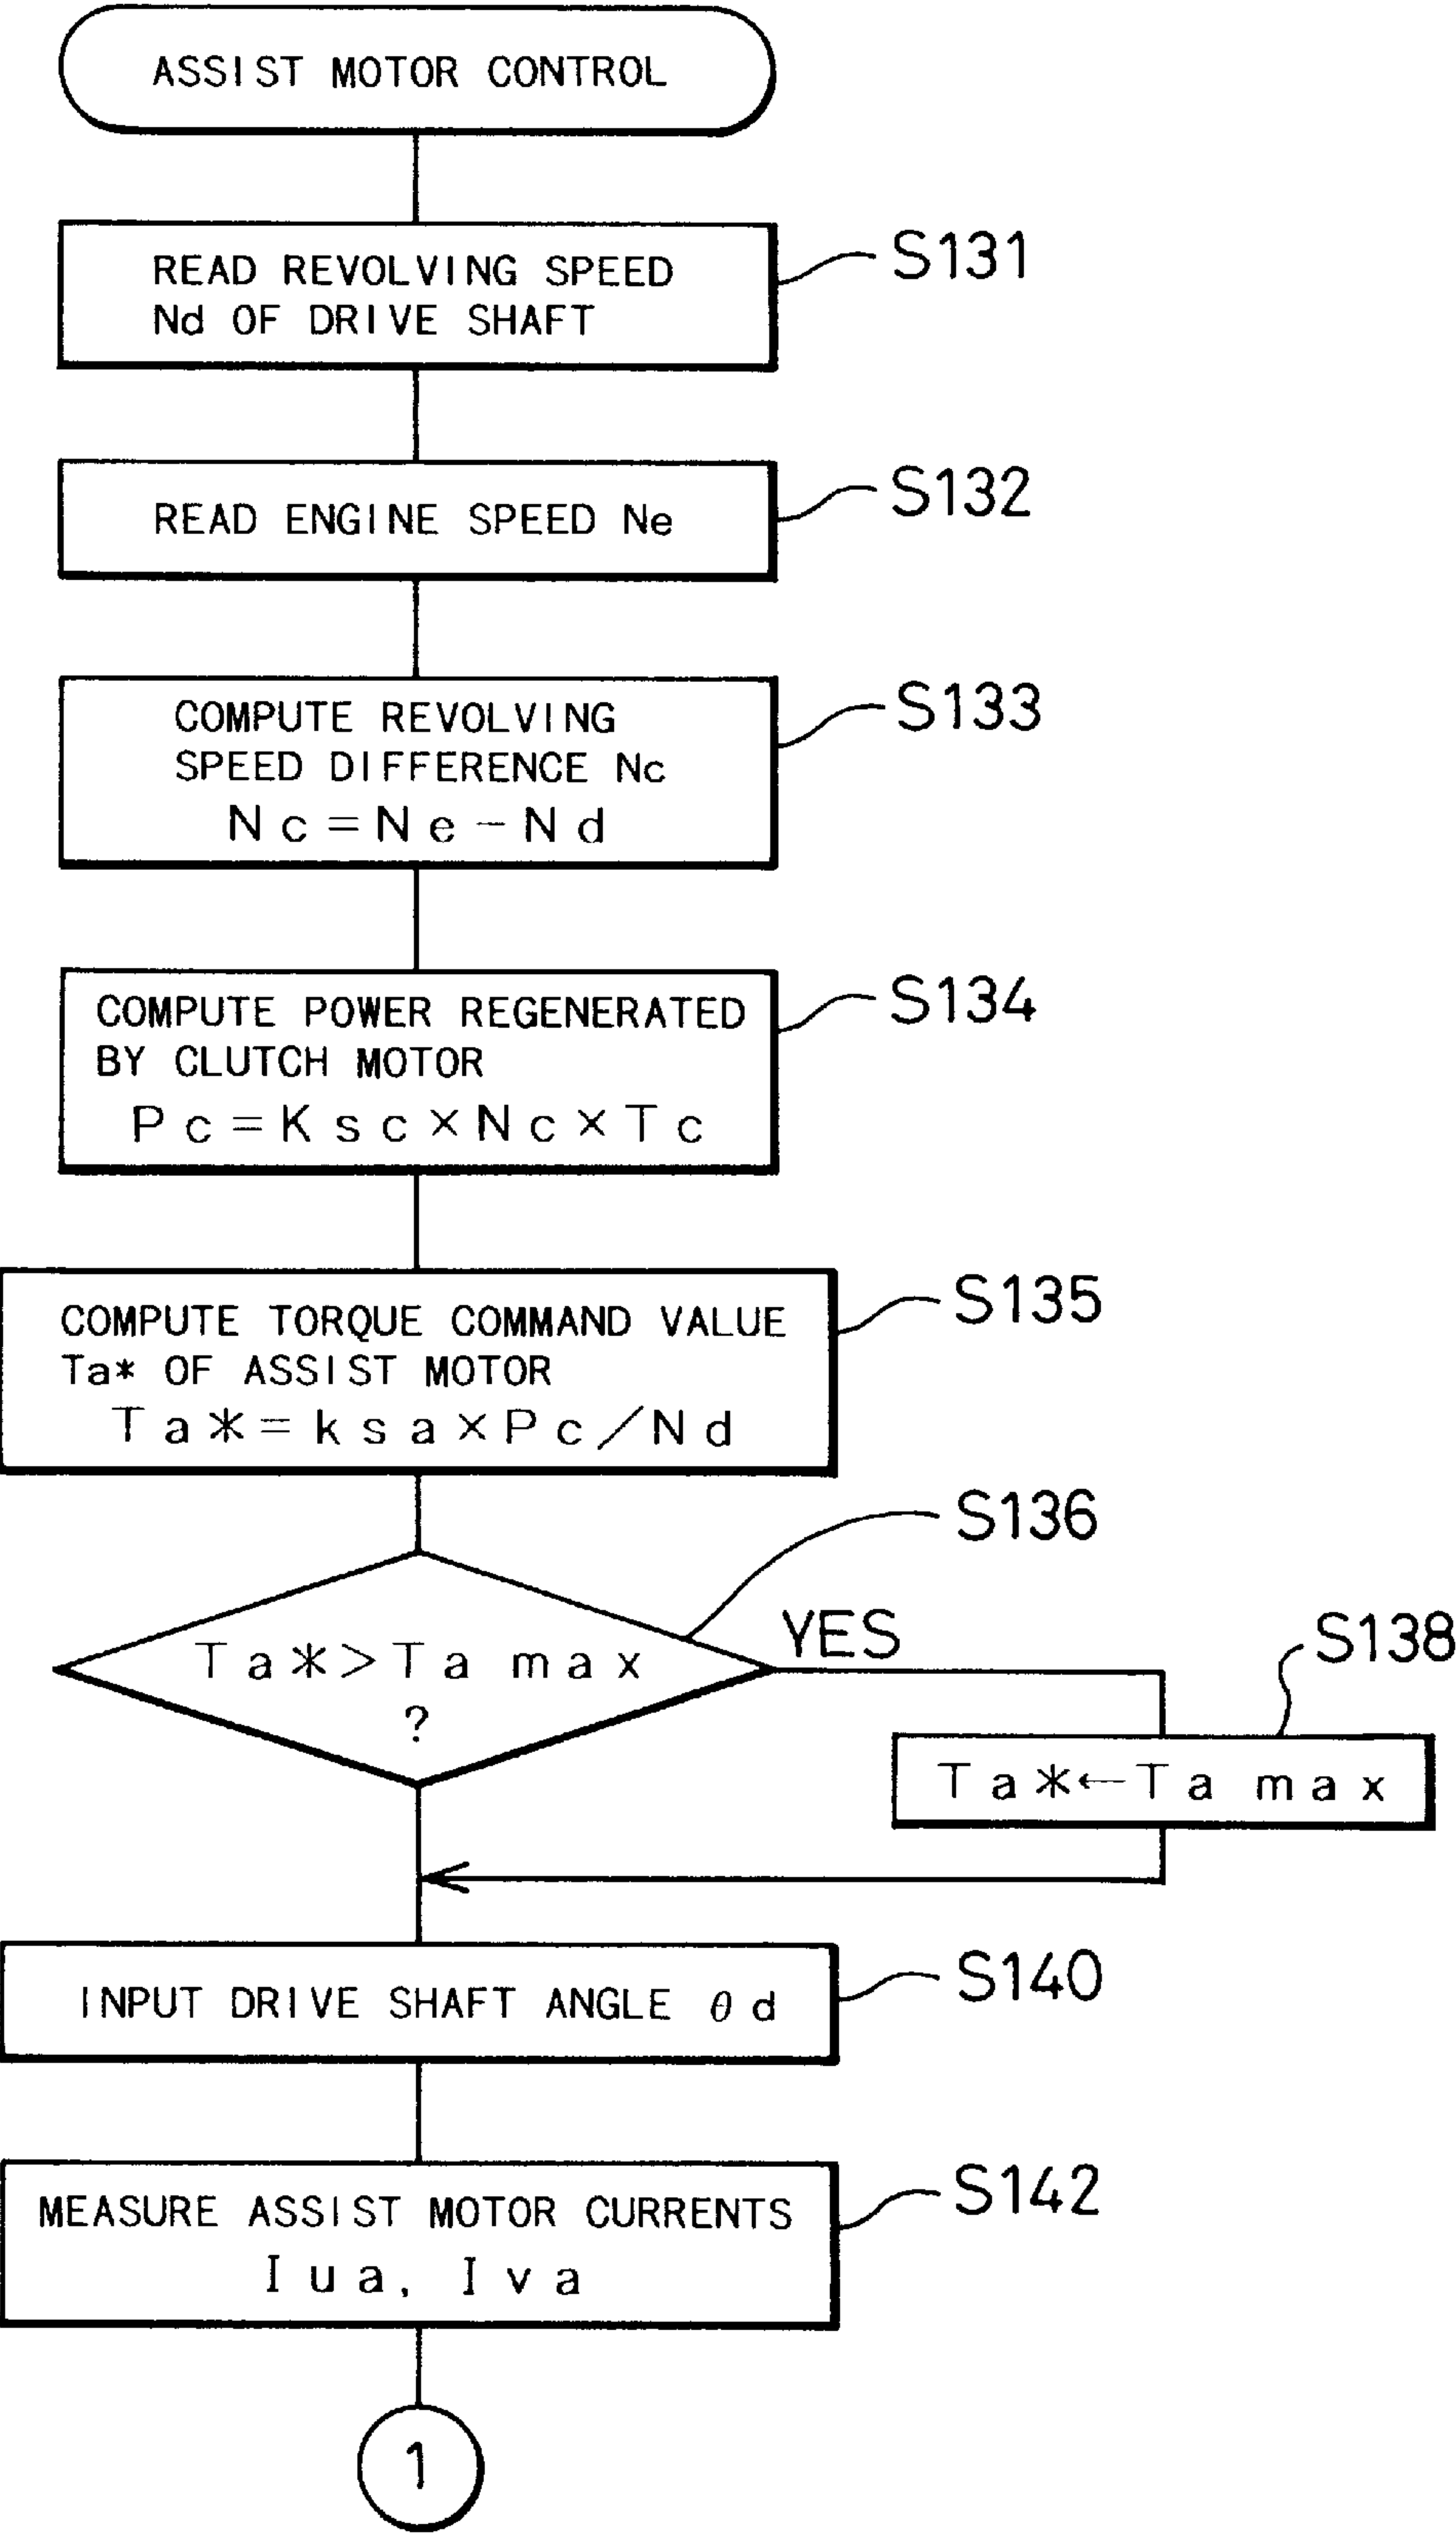 ASSIST MOTOR CONTROL
READ REVOLVING SPEED
Nd OF DRIVE SHAFT
S131
READ ENGINE SPEED Ne
S132
COMPUTE REVOLVING
SPEED DIFFERENCE Nc
Nc=Ne-Nd
S133
COMPUTE POWER REGENERATED
BY CLUTCH MOTOR
Pc=Ksc×Nc×Tc
S134
COMPUTE TORQUE COMMAND VALUE
Ta* OF ASSIST MOTOR
Ta*=ksa×Pc/Nd
S135
S136
Ta*>Ta max
?
YES
S138
Ta*←Ta max
INPUT DRIVE SHAFT ANGLE θd
S140
MEASURE ASSIST MOTOR CURRENTS
Iua, Iva
S142
1